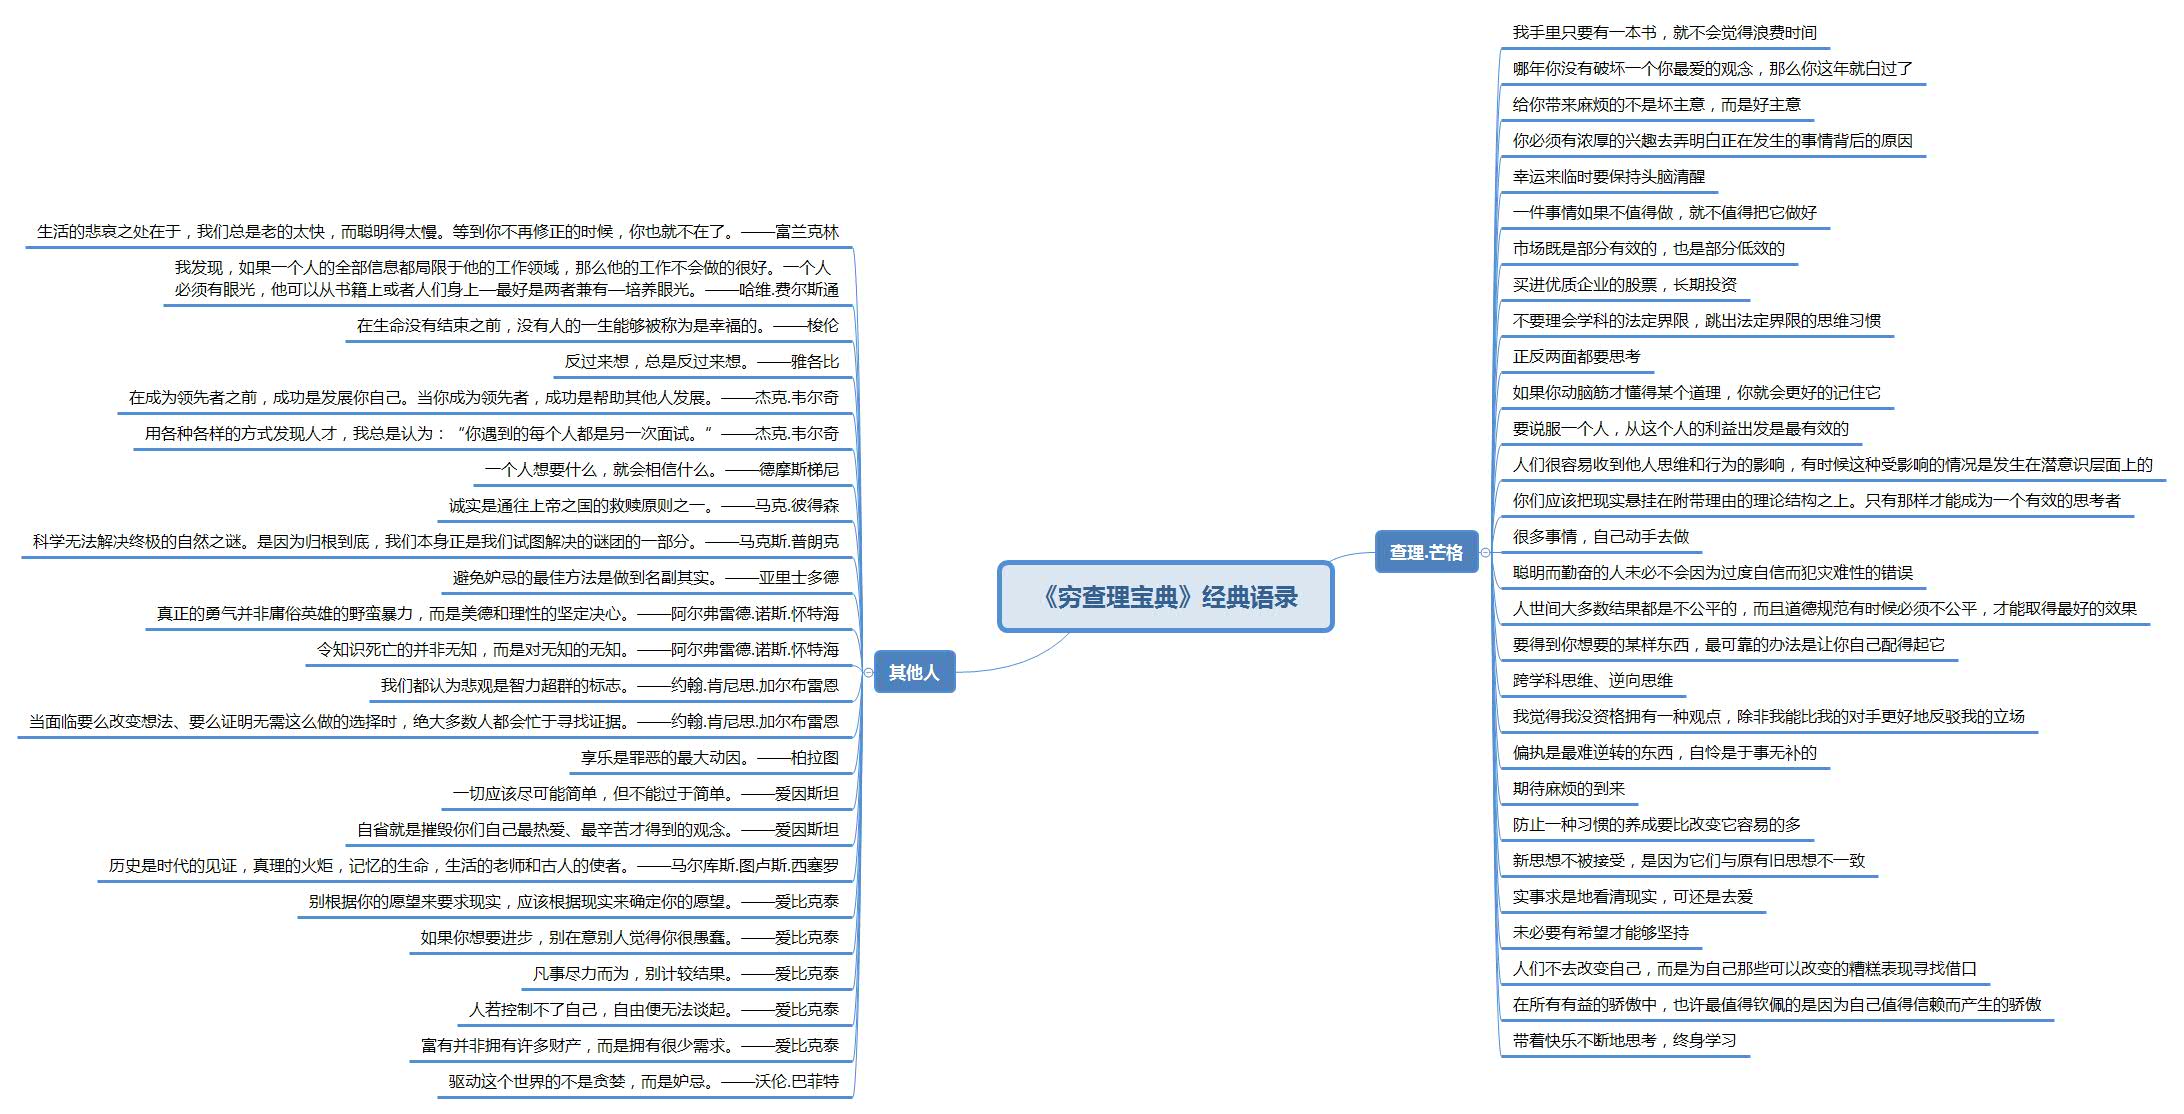 《穷查理宝典》经典语录
查理.芒格
我手里只要有一本书，就不会觉得浪费时间
哪年你没有破坏一个你最爱的观念，那么你这年就白过了
给你带来麻烦的不是坏主意，而是好主意
你必须有浓厚的兴趣去弄明白正在发生的事情背后的原因
幸运来临时要保持头脑清醒
一件事情如果不值得做，就不值得把它做好
市场既是部分有效的，也是部分低效的
买进优质企业的股票，长期投资
不要理会学科的法定界限，跳出法定界限的思维习惯
正反两面都要思考
如果你动脑筋才懂得某个道理，你就会更好的记住它
要说服一个人，从这个人的利益出发是最有效的
人们很容易收到他人思维和行为的影响，有时候这种受影响的情况是发生在潜意识层面上的
你们应该把现实悬挂在附带理由的理论结构之上。只有那样才能成为一个有效的思考者
很多事情，自己动手去做
聪明而勤奋的人未必不会因为过度自信而犯灾难性的错误
人世间大多数结果都是不公平的，而且道德规范有时候必须不公平，才能取得最好的效果
要得到你想要的某样东西，最可靠的办法是让你自己配得起它
跨学科思维、逆向思维
我觉得我没资格拥有一种观点，除非我能比我的对手更好地反驳我的立场
偏执是最难逆转的东西，自怜是于事无补的
期待麻烦的到来
防止一种习惯的养成要比改变它容易的多
新思想不被接受，是因为它们与原有旧思想不一致
实事求是地看清现实，可还是去爱
未必要有希望才能够坚持
人们不去改变自己，而是为自己那些可以改变的糟糕表现寻找借口
在所有有益的骄傲中，也许最值得钦佩的是因为自己值得信赖而产生的骄傲
带着快乐不断地思考，终身学习
其他人
生活的悲哀之处在于，我们总是老的太快，而聪明得太慢。等到你不再修正的时候，你也就不在了。——富兰克林
我发现，如果一个人的全部信息都局限于他的工作领域，那么他的工作不会做的很好。一个人
必须有眼光，他可以从书籍上或者人们身上—最好是两者兼有—培养眼光。——哈维.费尔斯通
在生命没有结束之前，没有人的一生能够被称为是幸福的。——梭伦
反过来想，总是反过来想。——雅各比
在成为领先者之前，成功是发展你自己。当你成为领先者，成功是帮助其他人发展。——杰克.韦尔奇
用各种各样的方式发现人才，我总是认为：“你遇到的每个人都是另一次面试。”——杰克.韦尔奇
一个人想要什么，就会相信什么。——德摩斯梯尼
诚实是通往上帝之国的救赎原则之一。——马克.彼得森
科学无法解决终极的自然之谜。是因为归根到底，我们本身正是我们试图解决的谜团的一部分。——马克斯.普朗克
避免妒忌的最佳方法是做到名副其实。——亚里士多德
真正的勇气并非庸俗英雄的野蛮暴力，而是美德和理性的坚定决心。——阿尔弗雷德.诺斯.怀特海
令知识死亡的并非无知，而是对无知的无知。——阿尔弗雷德.诺斯.怀特海
我们都认为悲观是智力超群的标志。——约翰.肯尼思.加尔布雷恩
当面临要么改变想法、要么证明无需这么做的选择时，绝大多数人都会忙于寻找证据。——约翰.肯尼思.加尔布雷恩
享乐是罪恶的最大动因。——柏拉图
一切应该尽可能简单，但不能过于简单。——爱因斯坦
自省就是摧毁你们自己最热爱、最辛苦才得到的观念。——爱因斯坦
历史是时代的见证，真理的火炬，记忆的生命，生活的老师和古人的使者。——马尔库斯.图卢斯.西塞罗
别根据你的愿望来要求现实，应该根据现实来确定你的愿望。——爱比克泰
如果你想要进步，别在意别人觉得你很愚蠢。——爱比克泰
凡事尽力而为，别计较结果。——爱比克泰
人若控制不了自己，自由便无法谈起。——爱比克泰
富有并非拥有许多财产，而是拥有很少需求。——爱比克泰
驱动这个世界的不是贪婪，而是妒忌。——沃伦.巴菲特